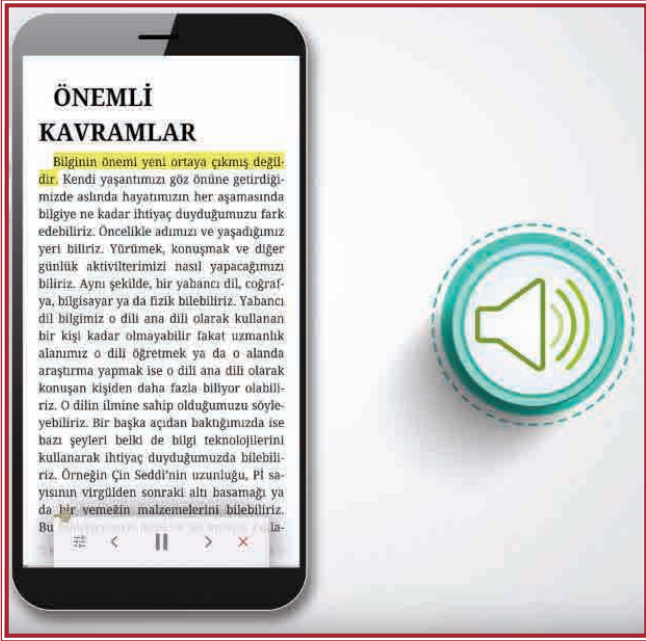 ÖNEMLİ
KAVRAMLAR
Bilginin önemi yeni ortaya çıkmış değil-
dir. Kendi yaşantımızı göz önüne getirdiği-
mizde aslında hayatımızın her aşamasında
bilgiye ne kadar ihtiyaç duyduğumuzu fark
edebiliriz. Öncelikle adımızı ve yaşadığımız
yeri biliriz. Yürümek, konuşmak ve diğer
günlük aktivilterimizi nasıl yapacağımızı
biliriz. Aynı şekilde, bir yabancı dil, coğraf-
ya, bilgisayar ya da fizik bilebiliriz. Yabancı
dil bilgimiz o dili ana dili olarak kullanan
bir kişi kadar olmayabilir fakat uzmanlık
alanımız o dili öğretmek ya da o alanda
araştırma yapmak ise o dili ana dili olarak
konuşan kişiden daha fazla biliyor olabili-
riz. O dilin ilmine sahip olduğumuzu söyle-
yebiliriz. Bir başka açıdan baktığımızda ise
bazı şeyleri belki de bilgi teknolojilerini
kullanarak ihtiyaç duyduğumuzda bilebili-
riz. Örneğin Çin Seddi'nin uzunluğu, Pİ sa-
yısının virgülden sonraki altı basamağı ya
da bir yemeğin malzemelerini bilebiliriz.
Bu